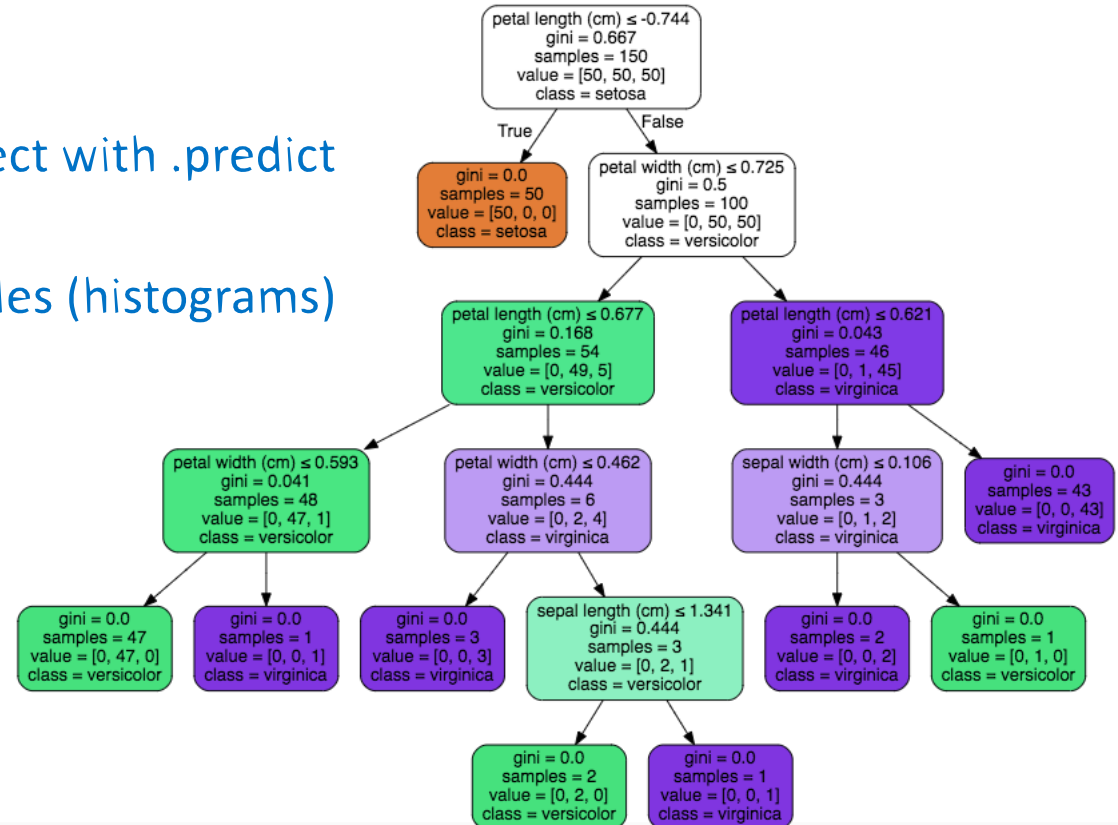 petal length (cm) ≤ -0.744
gini = 0.667
samples = 150
value = [50, 50, 50]
class = setosa
True
False
ect with .predict
gini = 0.0
samples = 50
value = [50, 0, 0]
class = setosa
petal width (cm) ≤ 0.725
gini = 0.5
samples = 100
value = [0, 50, 50]
class = versicolor
les (histograms)
petal length (cm) ≤ 0.677
gini = 0.168
samples = 54
value = [0, 49, 5]
class = versicolor
petal length (cm) ≤ 0.621
gini = 0.043
samples = 46
value = [0, 1, 45]
class = virginica
petal width (cm) ≤ 0.593
gini = 0.041
samples = 48
value = [0, 47, 1]
class = versicolor
petal width (cm) ≤ 0.462
gini = 0.444
samples = 6
value = [0, 2, 4]
class = virginica
sepal width (cm) ≤ 0.106
gini = 0.444
samples = 3
value = [0, 1, 2]
class = virginica
gini = 0.0
samples = 43
value = [0, 0, 43]
class = virginica
gini = 0.0
samples = 47
value = [0, 47, 0]
class = versicolor
gini = 0.0
samples = 1
value = [0, 0, 1]
class = virginica
gini = 0.0
samples = 3
value = [0, 0, 3]
class = virginica
sepal length (cm) ≤ 1.341
gini = 0.444
samples = 3
value = [0, 2, 1]
class = versicolor
gini = 0.0
samples = 2
value = [0, 0, 2]
class = virginica
gini = 0.0
samples = 1
value = [0, 1, 0]
class = versicolor
gini = 0.0
samples = 2
value = [0, 2, 0]
class = versicolor
gini = 0.0
samples = 1
value = [0, 0, 1]
class = virginica